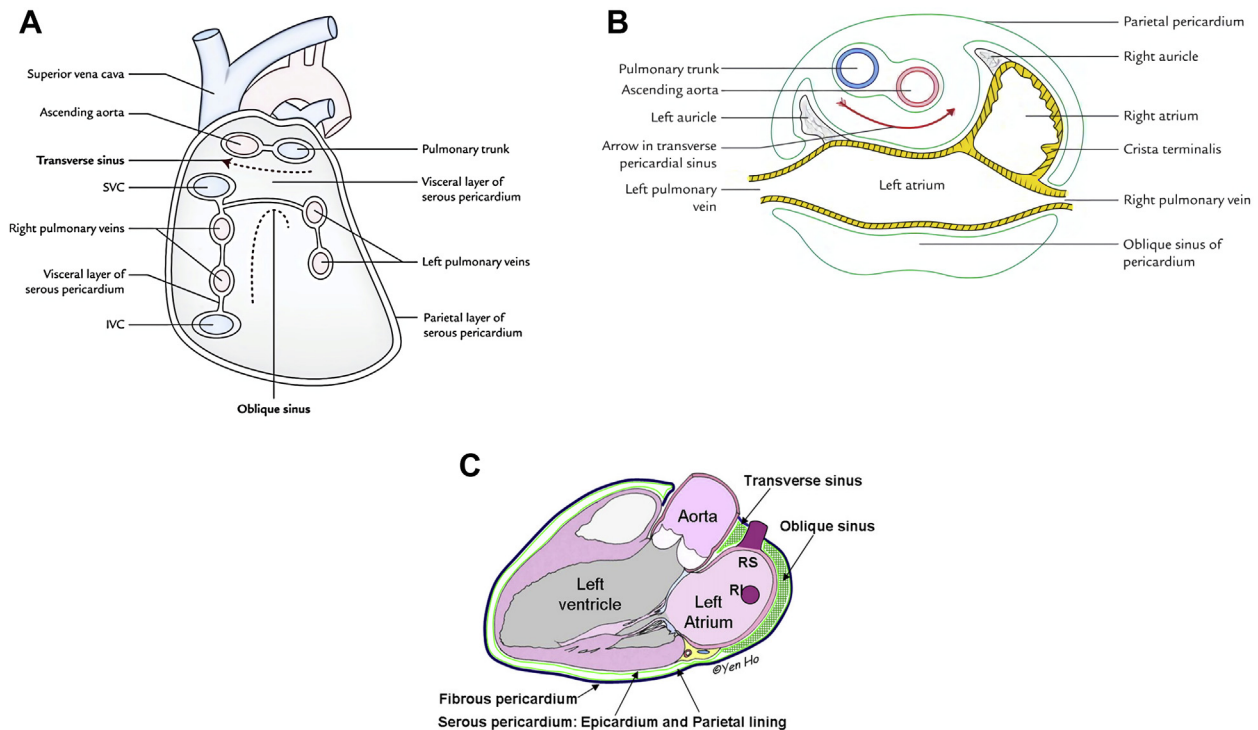 A
Superior vena cava
Ascending aorta
Transverse sinus
SVC
Right pulmonary veins
Visceral layer of
serous pericardium
IVC
Pulmonary trunk
Visceral layer of
serous pericardium
Left pulmonary veins
Parietal layer of
serous pericardium
Oblique sinus
B
Pulmonary trunk
Ascending aorta
Left auricle
Arrow in transverse
pericardial sinus
Left pulmonary
vein
Left atrium
Parietal pericardium
Right auricle
Right atrium
Crista terminalis
Right pulmonary vein
Oblique sinus of
pericardium
C
Transverse sinus
Oblique sinus
Aorta
RS
RI
Left
ventricle
Left
Atrium
©Yen Ho
Fibrous pericardium
Serous pericardium: Epicardium and Parietal lining